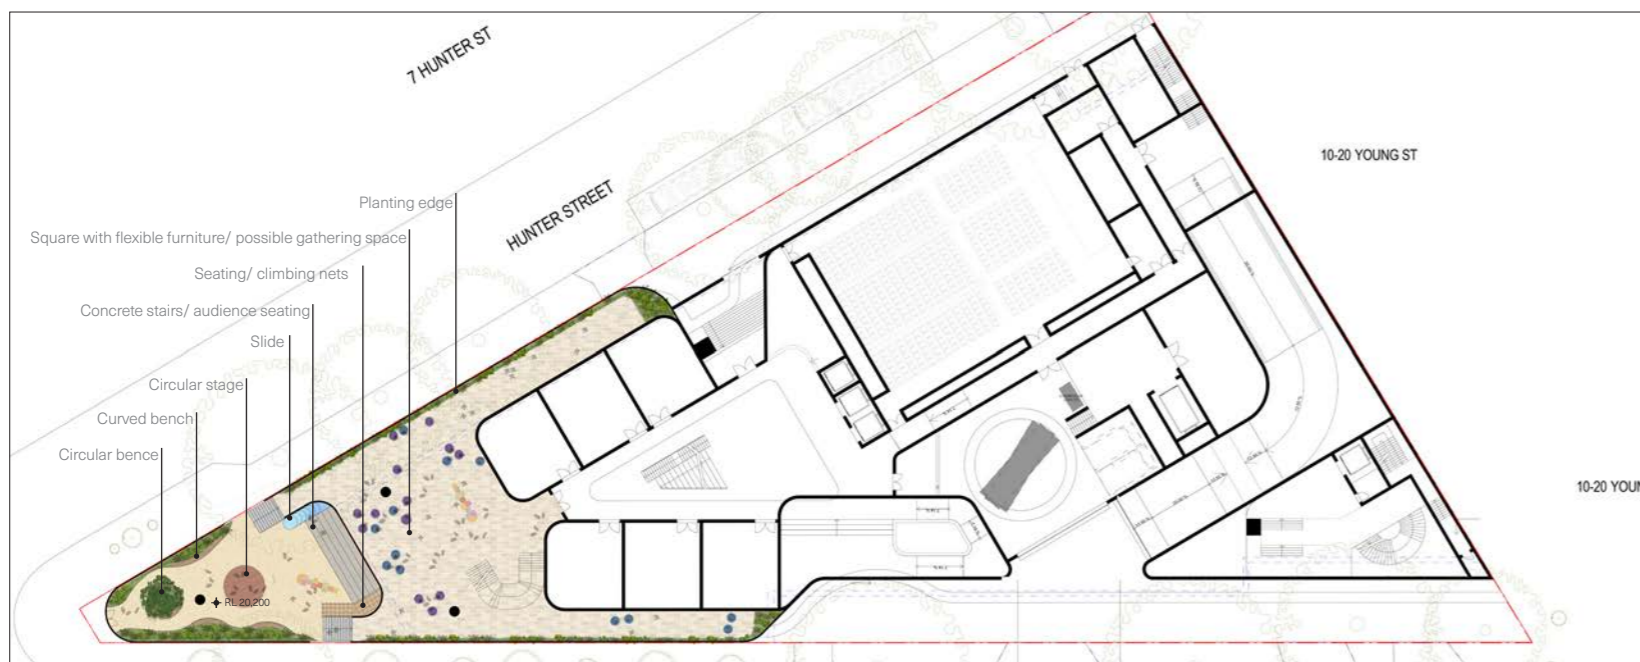 7 HUNTER ST
HUNTER STREET
10-20 YOUNG ST
10-20 YOUN
Planting edge
Square with flexible furniture/ possible gathering space
Seating/ climbing nets
Concrete stairs/ audience seating
Slide
Circular stage
Curved bench
Circular bence
RL 20,200